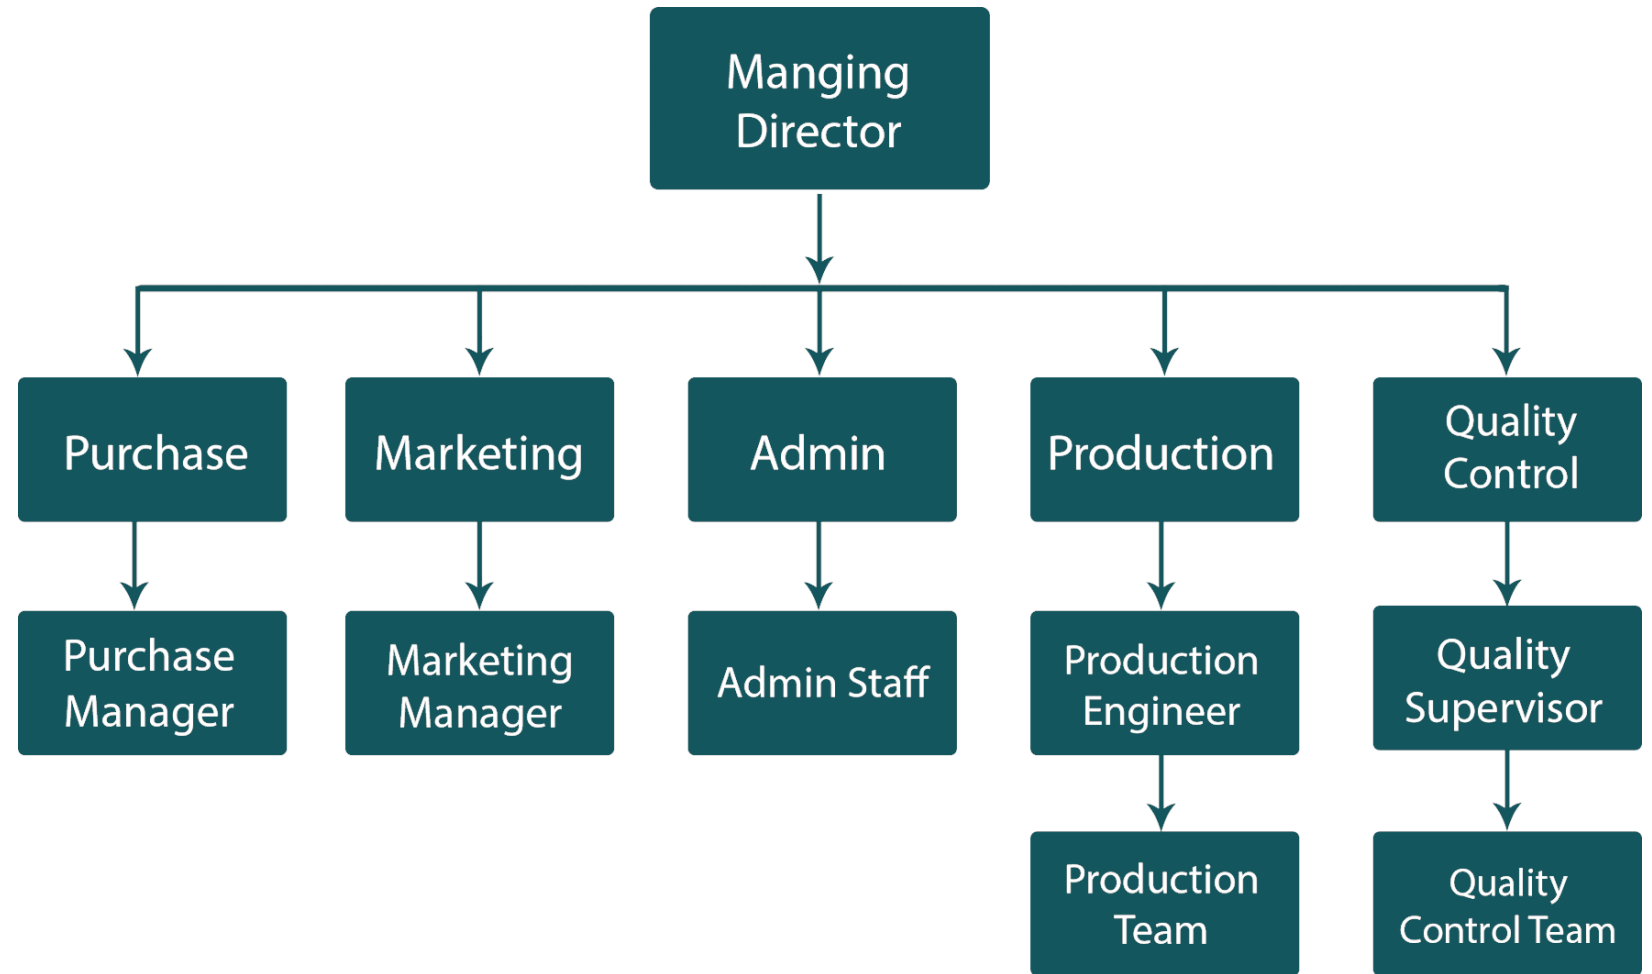 Manging
Director
Purchase
Marketing
Admin
Production
Quality
Control
Purchase
Manager
Marketing
Manager
Admin Staff
Production
Engineer
Quality
Supervisor
Production
Team
Quality
Control Team